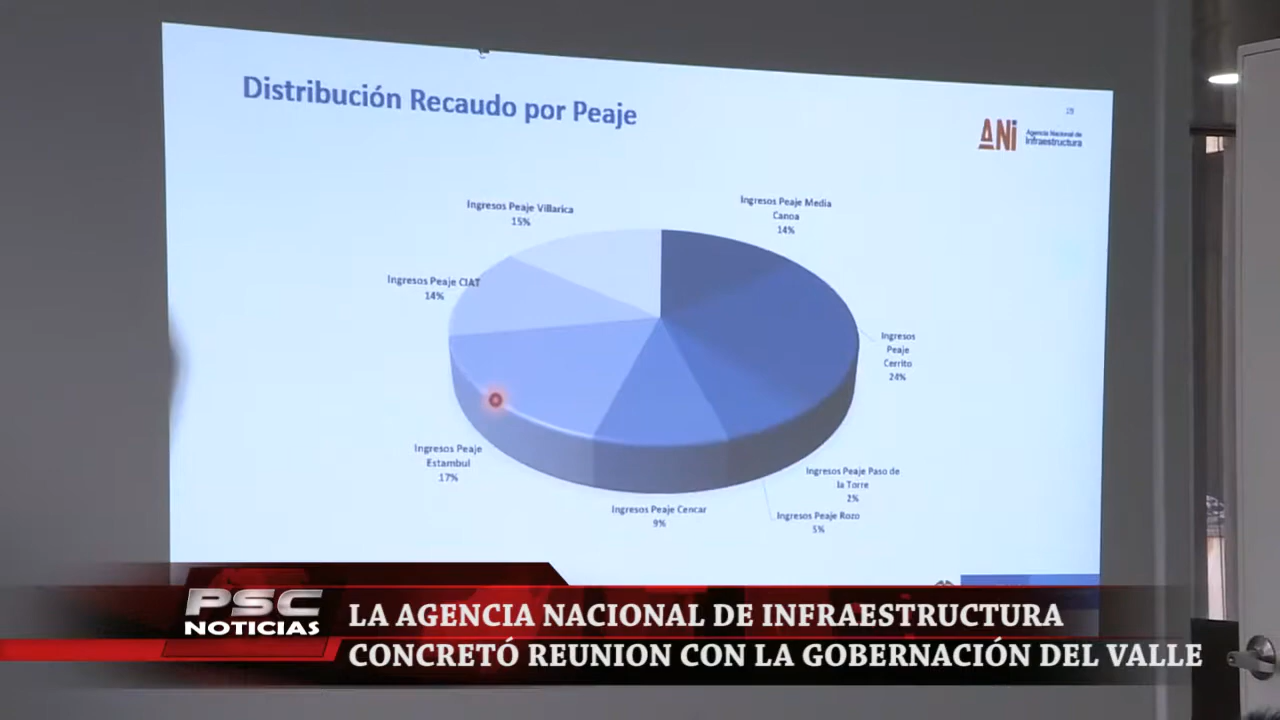 Distribución Recaudo por Peaje
ANi
Agencia Nacional de
Infraestructura
Ingresos Peaje Villarica
15%
Ingresos Peaje Media
Canoa
14%
Ingresos Peaje CIAT
14%
Ingresos
Peaje
Cerrito
24%
Ingresos Peaje
Estambul
17%
Ingresos Peaje Paso de
la Torre
2%
Ingresos Peaje Cencar
9%
Ingresos Peaje Rozo
5%
PSC
NOTICIAS
LA AGENCIA NACIONAL DE INFRAESTRUCTURA
CONCRETÓ REUNION CON LA GOBERNACIÓN DEL VALLE